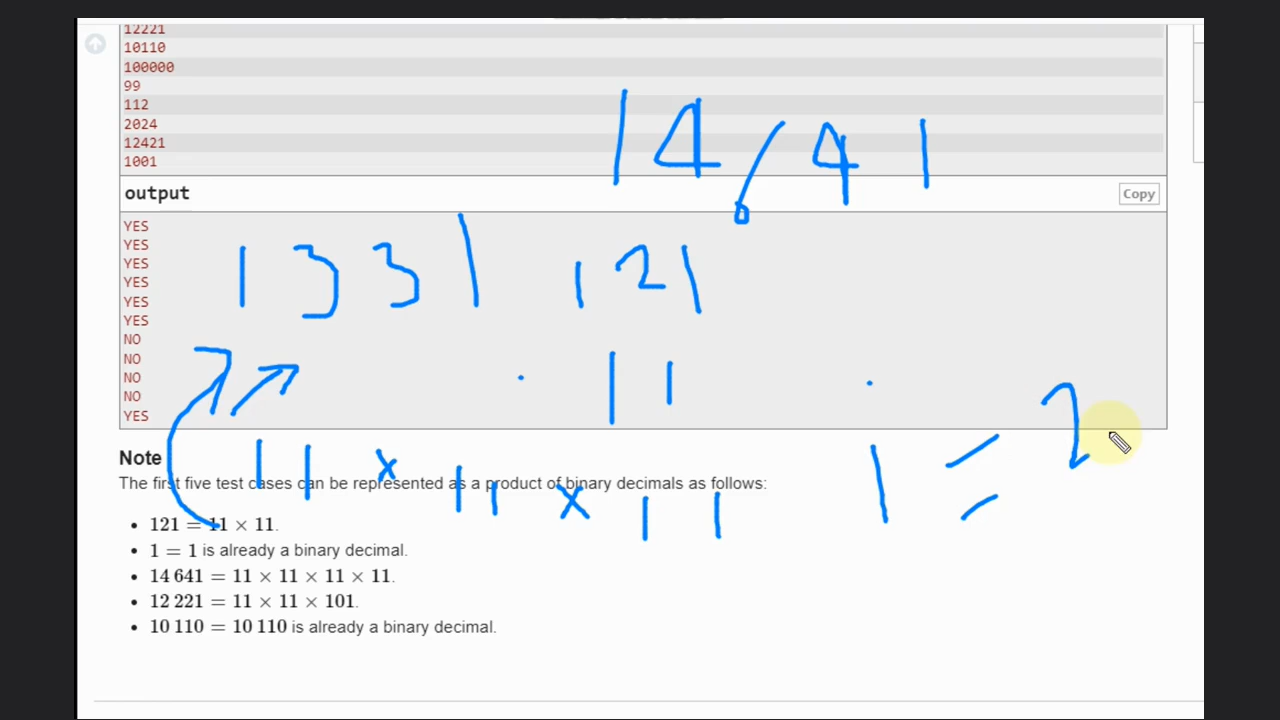 12221
10110
100000
99
112
2024
12421
1001
14641
output
Copy
YES
YES
YES
YES
YES
YES
NO
NO
NO
NO
YES
1331 121
11
11 × 11 × 11 1 = 2
Note
The first five test cases can be represented as a product of binary decimals as follows:
• 121 = 11 × 11.
• 1 = 1 is already a binary decimal.
• 14 641 = 11 × 11 × 11 × 11.
• 12 221 = 11 × 11 × 101.
• 10 110 = 10 110 is already a binary decimal.